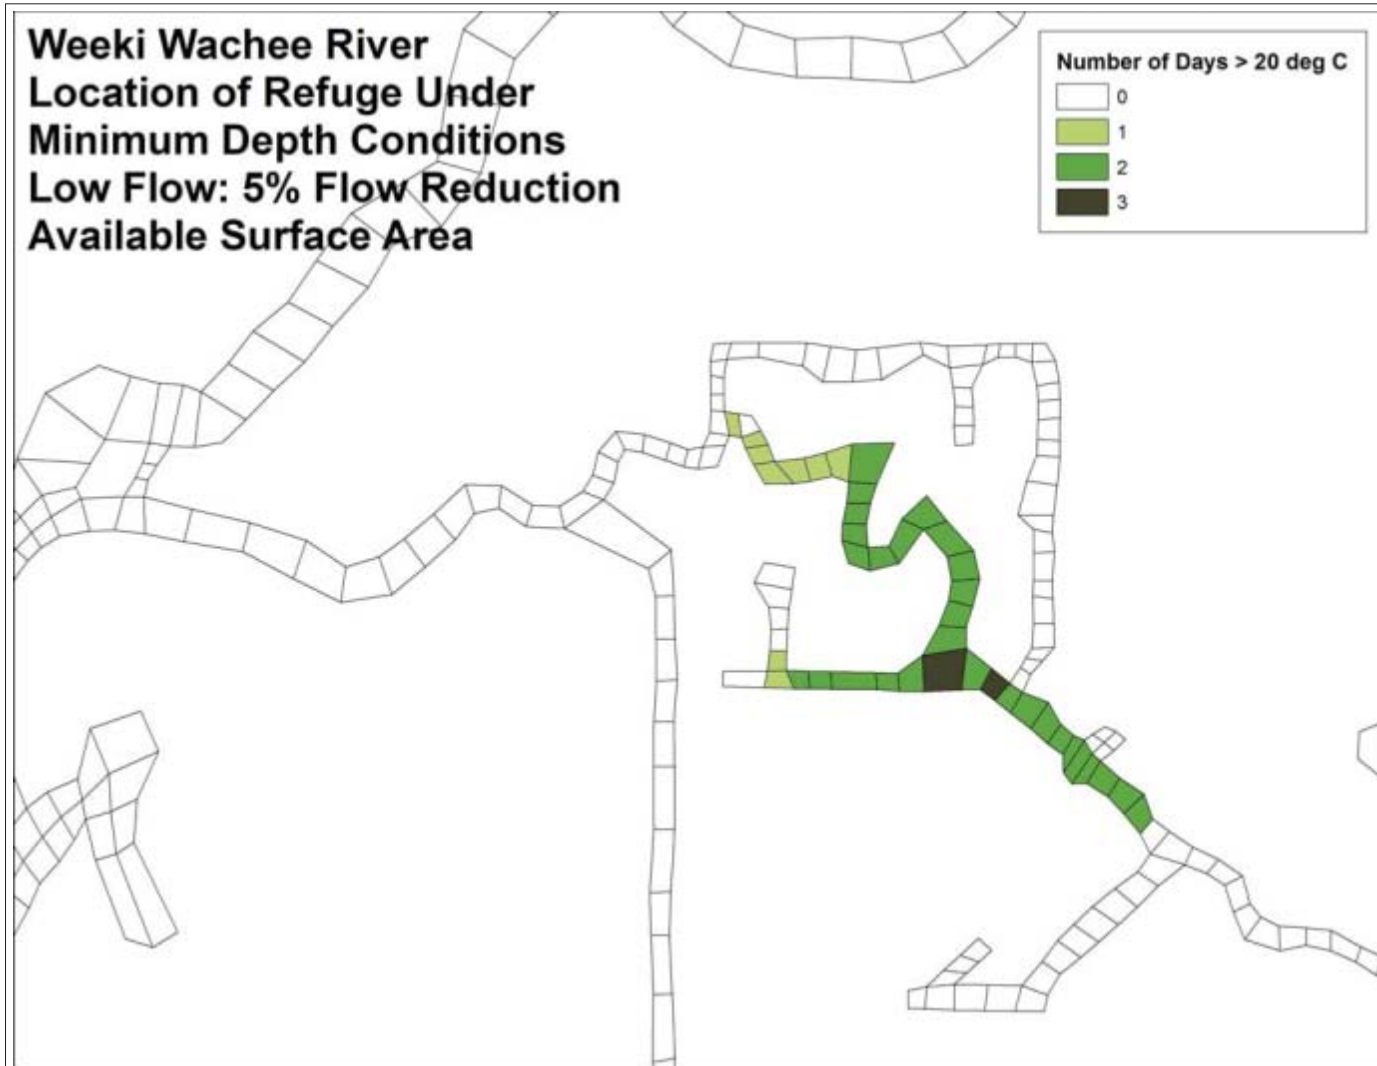 Weeki Wachee River
Location of Refuge Under
Minimum Depth Conditions
Low Flow: 5% Flow Reduction
Available Surface Area
Number of Days > 20 deg C
0
1
2
3